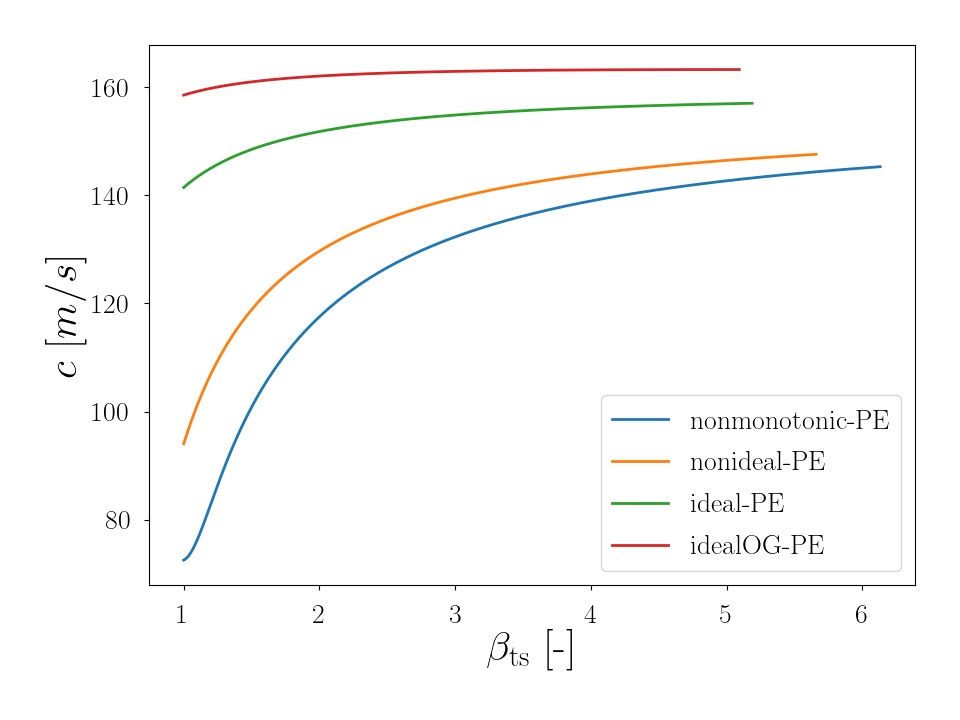 160
140
120
100
80
c [m/s]
nonmonotonic-PE
nonideal-PE
ideal-PE
idealOG-PE
1 2 3 4 5 6
β_ts [-]